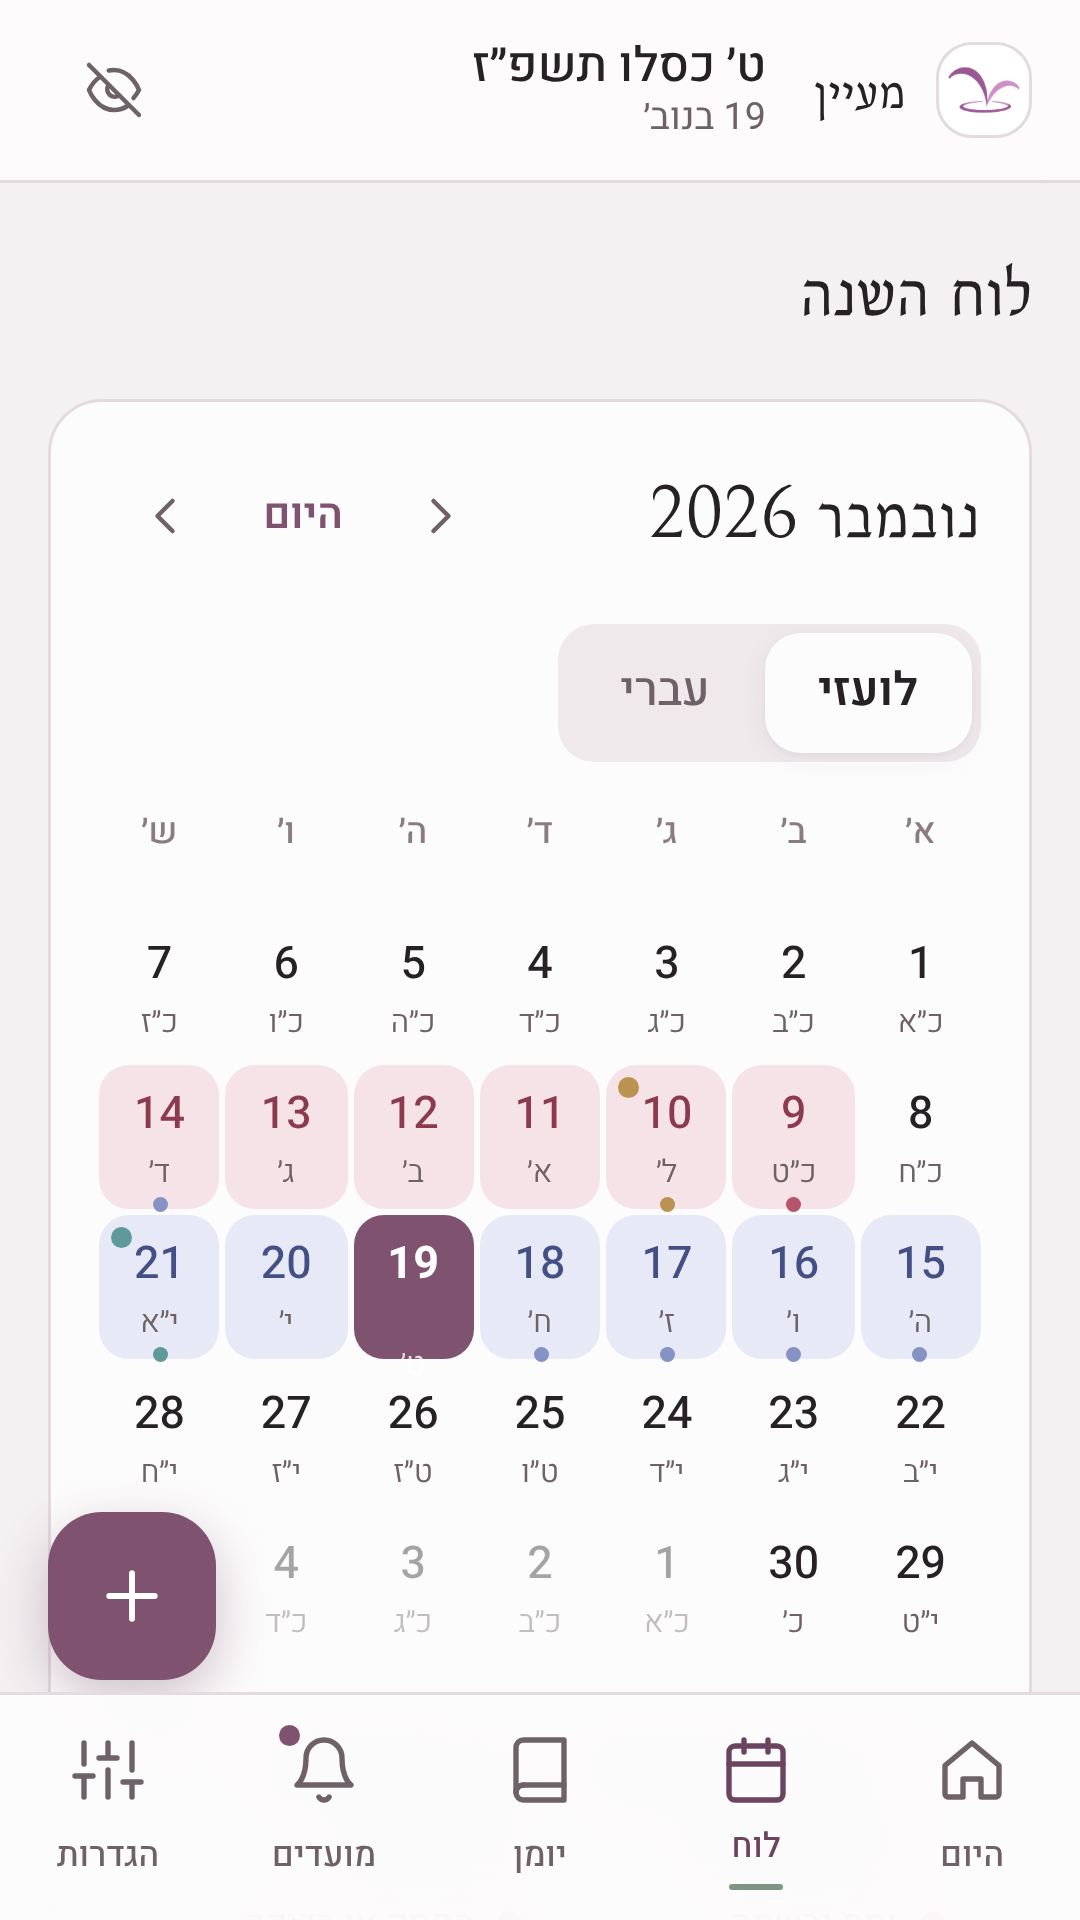 מעיין
ט׳ כסלו תשפ״ז
19 בנוב׳
לוח השנה
נובמבר 2026
היום
לועזי עברי
א׳ ב׳ ג׳ ד׳ ה׳ ו׳ ש׳
1 2 3 4 5 6 7
כ״א כ״ב כ״ג כ״ד כ״ה כ״ו כ״ז
8 9 10 11 12 13 14
כ״ח כ״ט ל׳ א׳ ב׳ ג׳ ד׳
15 16 17 18 19 20 21
ה׳ ו׳ ז׳ ח׳ ט׳ י׳ י״א
22 23 24 25 26 27 28
י״ב י״ג י״ד ט״ו ט״ז י״ז י״ח
29 30 1 2 3 4
י״ט כ׳ כ״א כ״ב כ״ג כ״ד
היום לוח יומן מועדים הגדרות